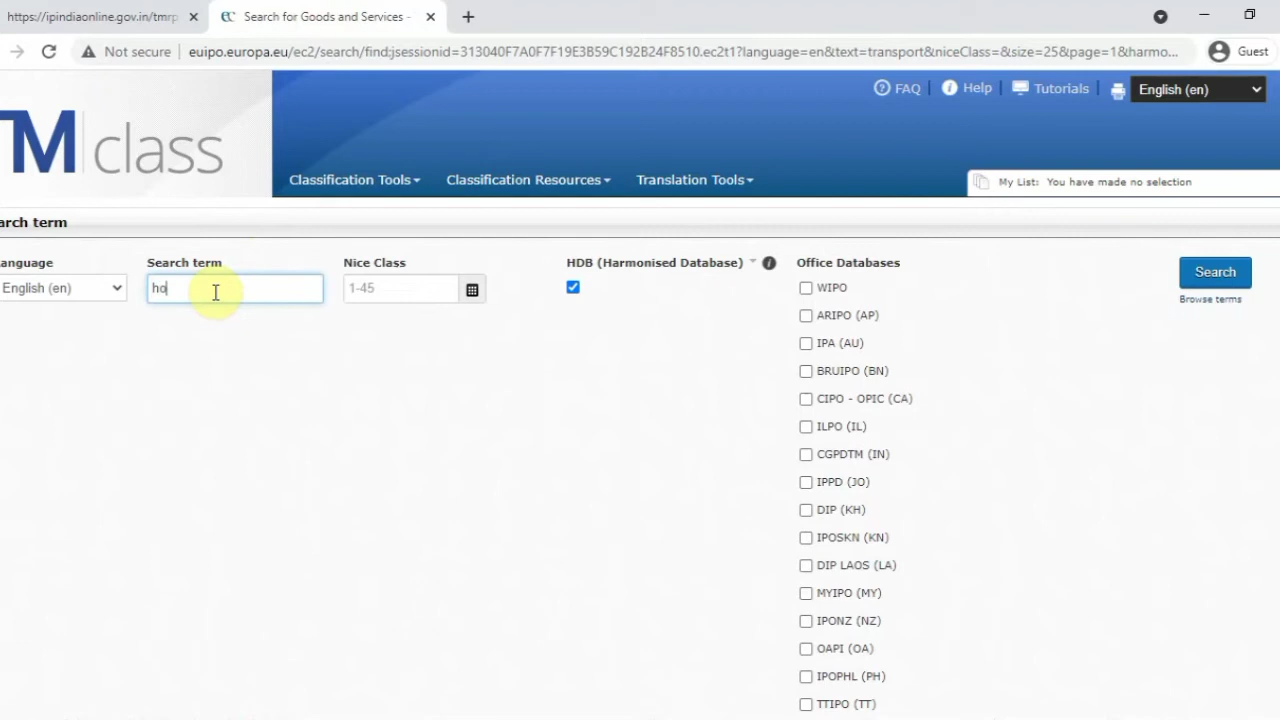 https://ipindiaonline.gov.in/tmrp
Search for Goods and Services -
Not secure
euipo.europa.eu/ec2/search/find;jsessionid=313040F7A0F7F19E3B59C192B24F8510.ec2t1?language=en&text=transport&niceClass=&size=25&page=1&harmo...
Guest
FAQ
Help
Tutorials
English (en)
TM class
Classification Tools
Classification Resources
Translation Tools
My List: You have made no selection
arch term
anguage
Search term
Nice Class
HDB (Harmonised Database)
Office Databases
English (en)
ho
1-45
WIPO
Search
Browse terms
ARIPO (AP)
IPA (AU)
BRUIPO (BN)
CIPO - OPIC (CA)
ILPO (IL)
CGPDTM (IN)
IPPD (JO)
DIP (KH)
IPOSKN (KN)
DIP LAOS (LA)
MYIPO (MY)
IPONZ (NZ)
OAPI (OA)
IPOPHL (PH)
TTIPO (TT)